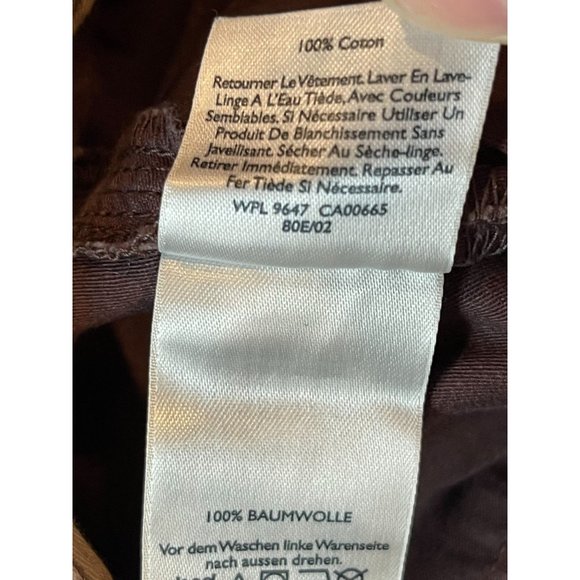 100% Coton
Retourner Le Vêtement. Laver En Lave-
Linge A L'Eau Tiède, Avec Couleurs
Semblables. Si Nécessaire Utiliser Un
Produit De Blanchissement Sans
Javellisant. Sécher Au Sèche-linge.
Retirer Immédiatement. Repasser Au
Fer Tiède Si Nécessaire.
WPL 9647 CA00665
80E/02
100% BAUMWOLLE
Vor dem Waschen linke Warenseite
nach aussen drehen.